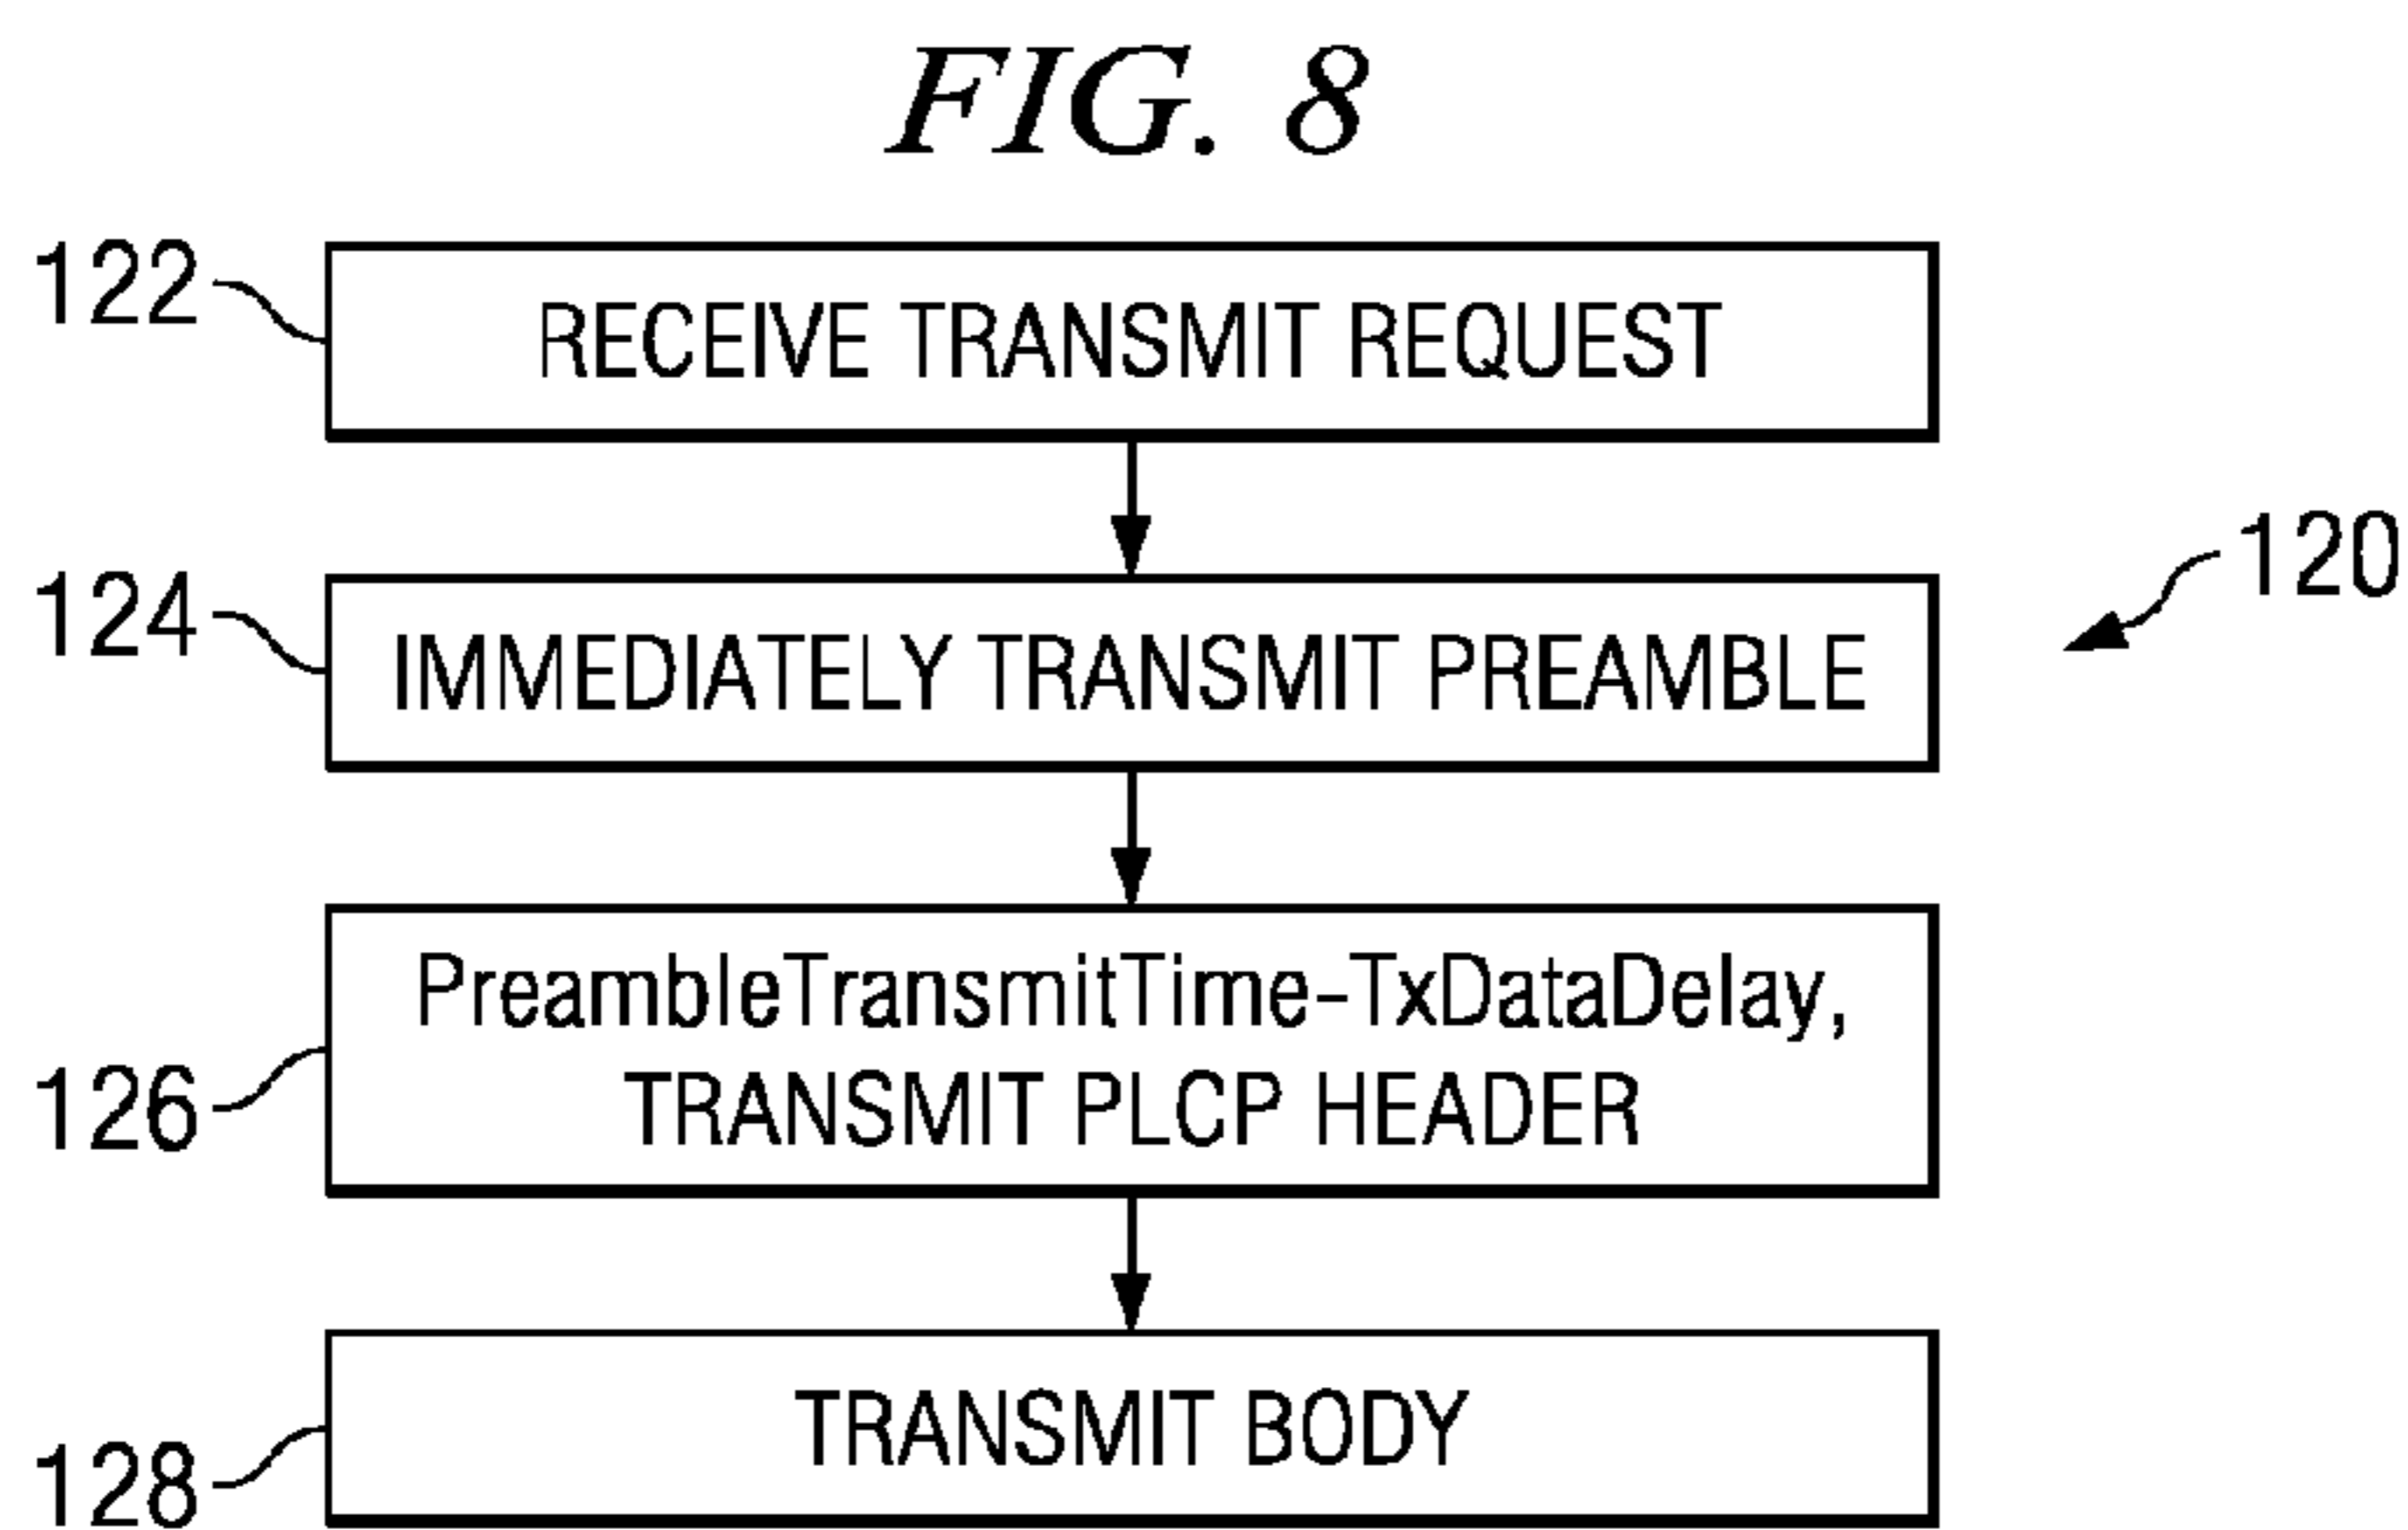 FIG. 8
122
RECEIVE TRANSMIT REQUEST
124
IMMEDIATELY TRANSMIT PREAMBLE
120
126
PreambleTransmitTime-TxDataDelay,
TRANSMIT PLCP HEADER
128
TRANSMIT BODY